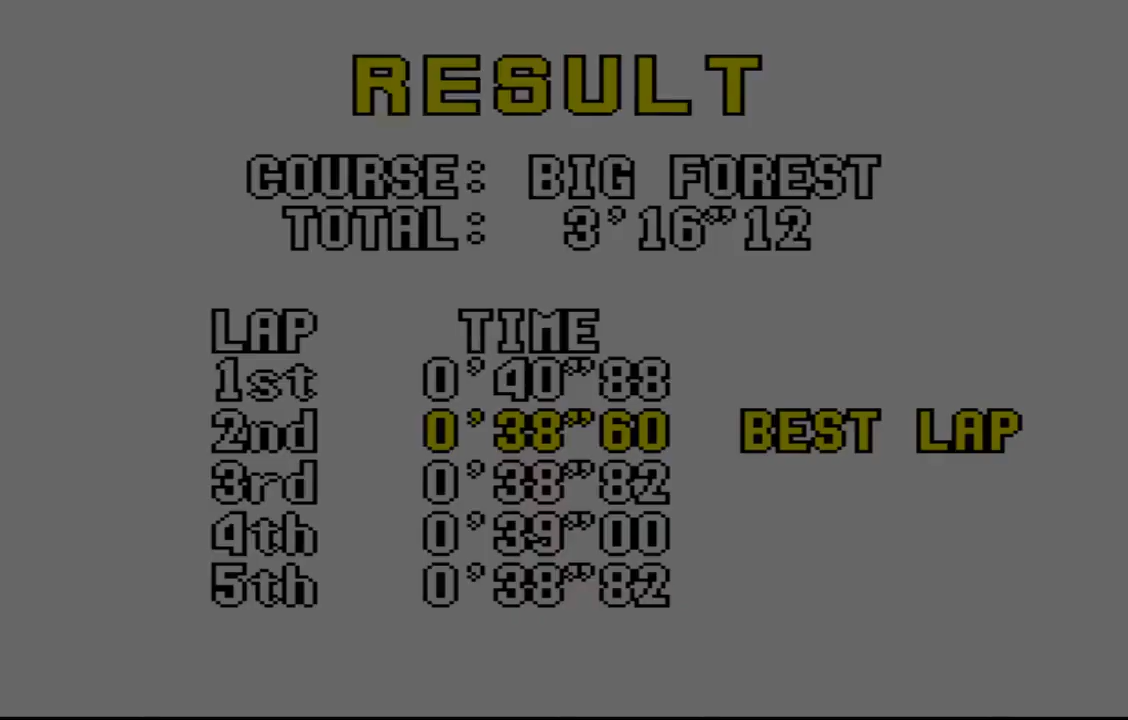 RESULT
COURSE: BIG FOREST
TOTAL: 3'16"12
LAP TIME
1st 0'40"88
2nd 0'38"60 BEST LAP
3rd 0'38"82
4th 0'39"00
5th 0'38"82